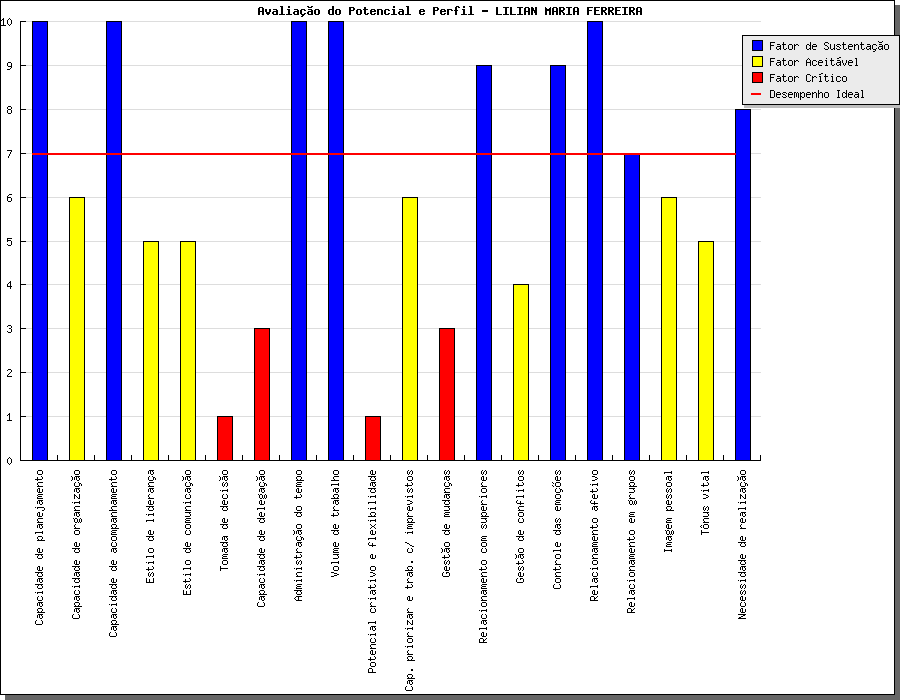 Avaliação do Potencial e Perfil - LILIAN MARIA FERREIRA
Fator de Sustentação
Fator Aceitável
Fator Crítico
Desempenho Ideal
10
9
8
7
6
5
4
3
2
1
0
Capacidade de planejamento
Capacidade de organização
Capacidade de acompanhamento
Estilo de liderança
Estilo de comunicação
Tomada de decisão
Capacidade de delegação
Administração do tempo
Volume de trabalho
Potencial criativo e flexibilidade
Cap. priorizar e trab. c/ imprevistos
Gestão de mudanças
Relacionamento com superiores
Gestão de conflitos
Controle das emoções
Relacionamento afetivo
Relacionamento em grupos
Imagem pessoal
Tônus vital
Necessidade de realização